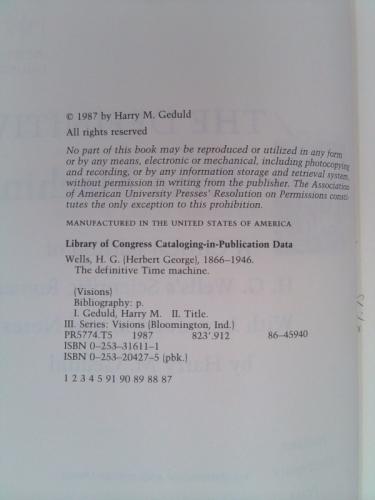 © 1987 by Harry M. Geduld
All rights reserved
No part of this book may be reproduced or utilized in any form
or by any means, electronic or mechanical, including photocopying
and recording, or by any information storage and retrieval system,
without permission in writing from the publisher. The Association
of American University Presses' Resolution on Permissions consti-
tutes the only exception to this prohibition.
MANUFACTURED IN THE UNITED STATES OF AMERICA
Library of Congress Cataloging-in-Publication Data
Wells, H. G. (Herbert George), 1866–1946.
The definitive Time machine.
(Visions)
Bibliography: p.
I. Geduld, Harry M. II. Title.
III. Series: Visions (Bloomington, Ind.)
PR5774.T5 1987 823'.912 86-45940
ISBN 0–253–31611–1
ISBN 0–253–20427–5 (pbk.)
1 2 3 4 5 91 90 89 88 87